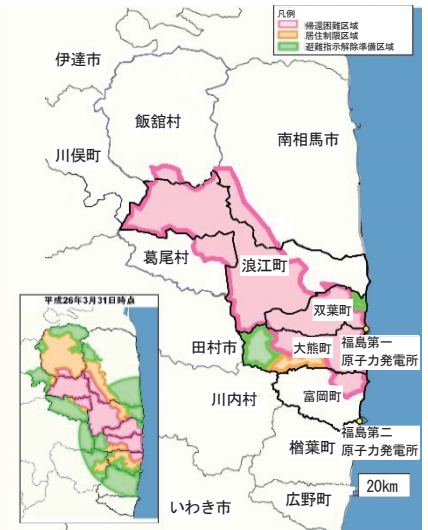 凡例
帰還困難区域
居住制限区域
避難指示解除準備区域
伊達市
飯舘村
南相馬市
川俣町
葛尾村
浪江町
双葉町
平成26年3月31日時点
田村市
大熊町
福島第一
原子力発電所
川内村
富岡町
福島第二
原子力発電所
楢葉町
20km
いわき市
広野町